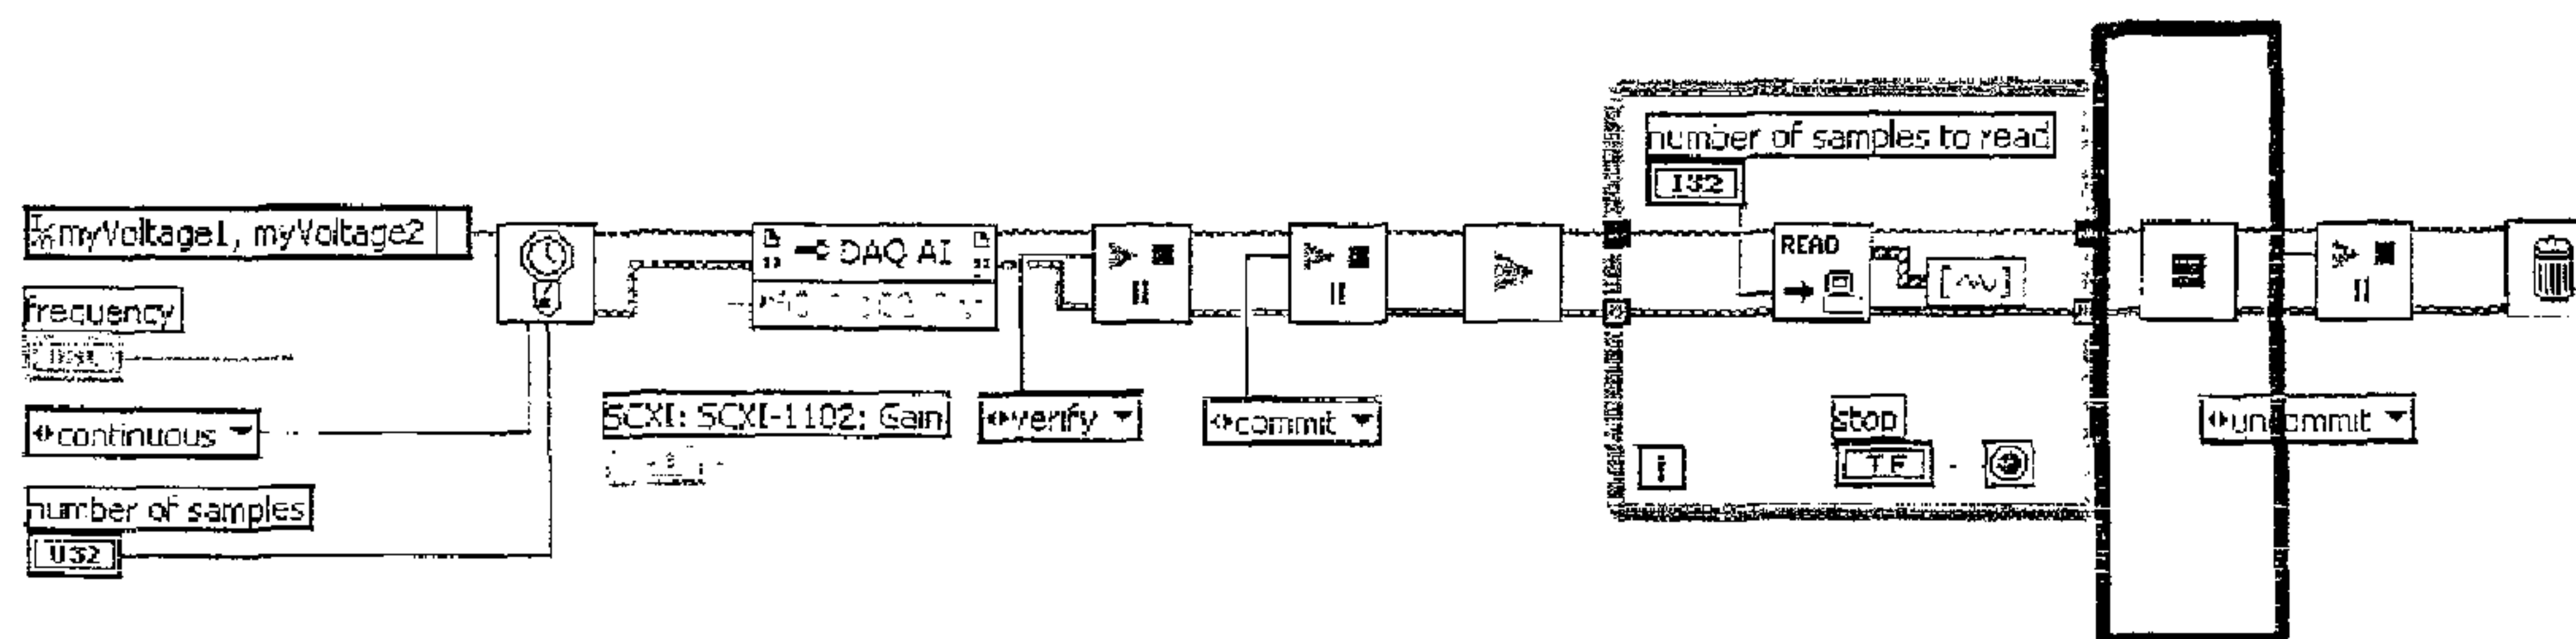 myVoltage1, myVoltage2
frequency
continuous
number of samples
U32
DAQ AI
SCXI: SCXI-1102: Gain
verify
commit
number of samples to read
I32
READ
stop
TF
i
uncommit